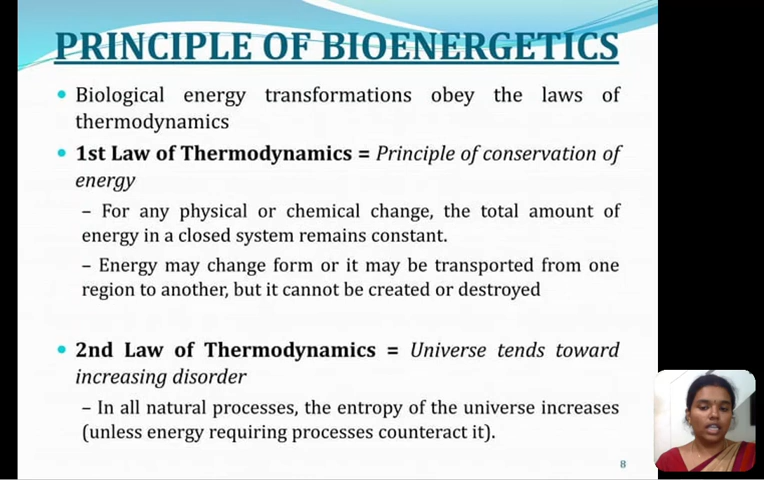 PRINCIPLE OF BIOENERGETICS
• Biological energy transformations obey the laws of
thermodynamics
• 1st Law of Thermodynamics = Principle of conservation of
energy
– For any physical or chemical change, the total amount of
energy in a closed system remains constant.
– Energy may change form or it may be transported from one
region to another, but it cannot be created or destroyed
• 2nd Law of Thermodynamics = Universe tends toward
increasing disorder
– In all natural processes, the entropy of the universe increases
(unless energy requiring processes counteract it).
8